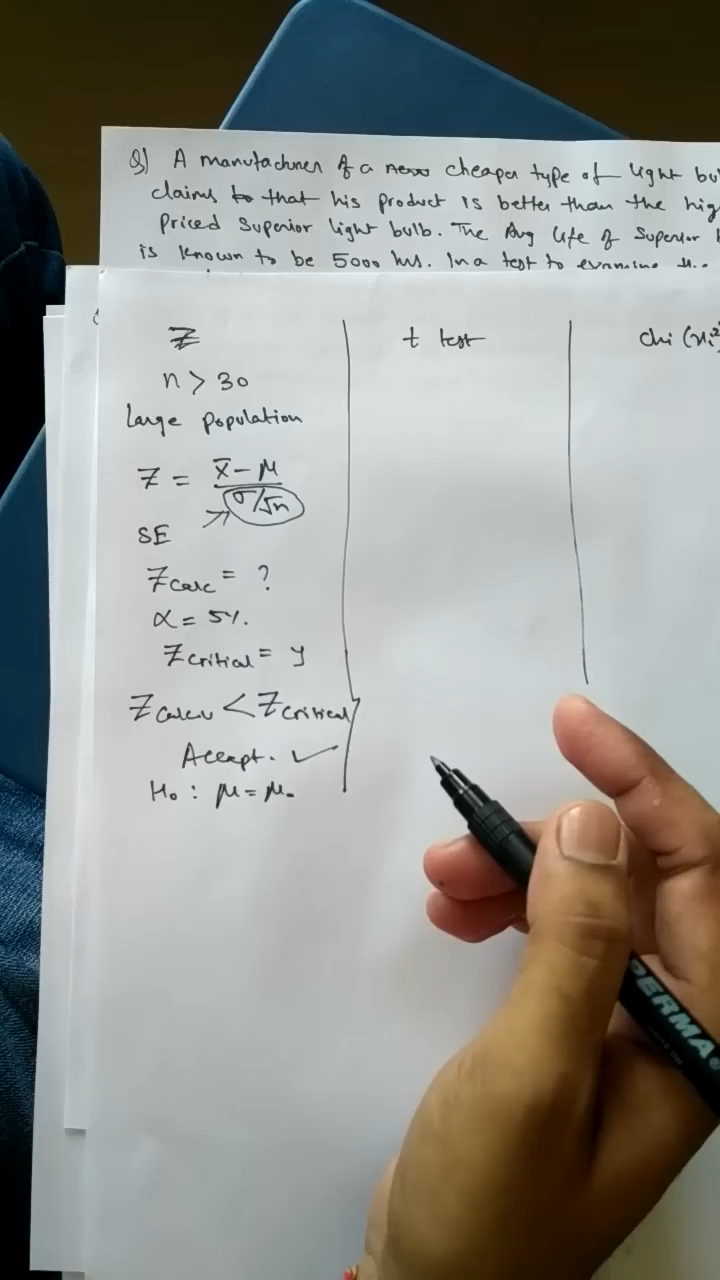 Q) A manufacturer of a new cheaper type of light
claims to that his product is better than the
priced Superior light bulb. The Avg life of Superior
is known to be 5000 hrs. In a test to examine
Z
n > 30
Large population
Z = x̄ - μ / σ/√n
SE
Zcalc = ?
α = 5%.
Zcritical = y
Zcalcu < Zcritical
Accept. ✓
H₀ : μ = μ₀
t test
chi
PERMA